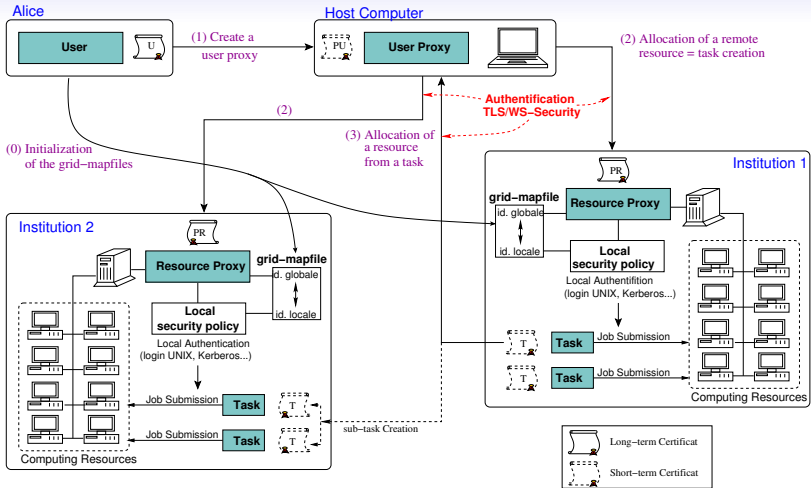 Alice
Host Computer
User
U
(1) Create a
user proxy
PU
User Proxy
(2) Allocation of a remote
resource = task creation
Authentification
TLS/WS−Security
(2)
(3) Allocation of
a resource
from a task
(0) Initialization
of the grid−mapfiles
Institution 1
PR
grid−mapfile
id. globale
id. locale
Resource Proxy
Local
security policy
Local Authentifition
(login UNIX, Kerberos...)
T
Task
Job Submission
T
Task
Job Submission
Computing Resources
Institution 2
PR
Resource Proxy
grid−mapfile
id. globale
id. locale
Local
security policy
Local Authentication
(login UNIX, Kerberos...)
Job Submission
Task
T
Job Submission
Task
T
sub−task Creation
Computing Resources
Long−term Certificat
Short−term Certificat